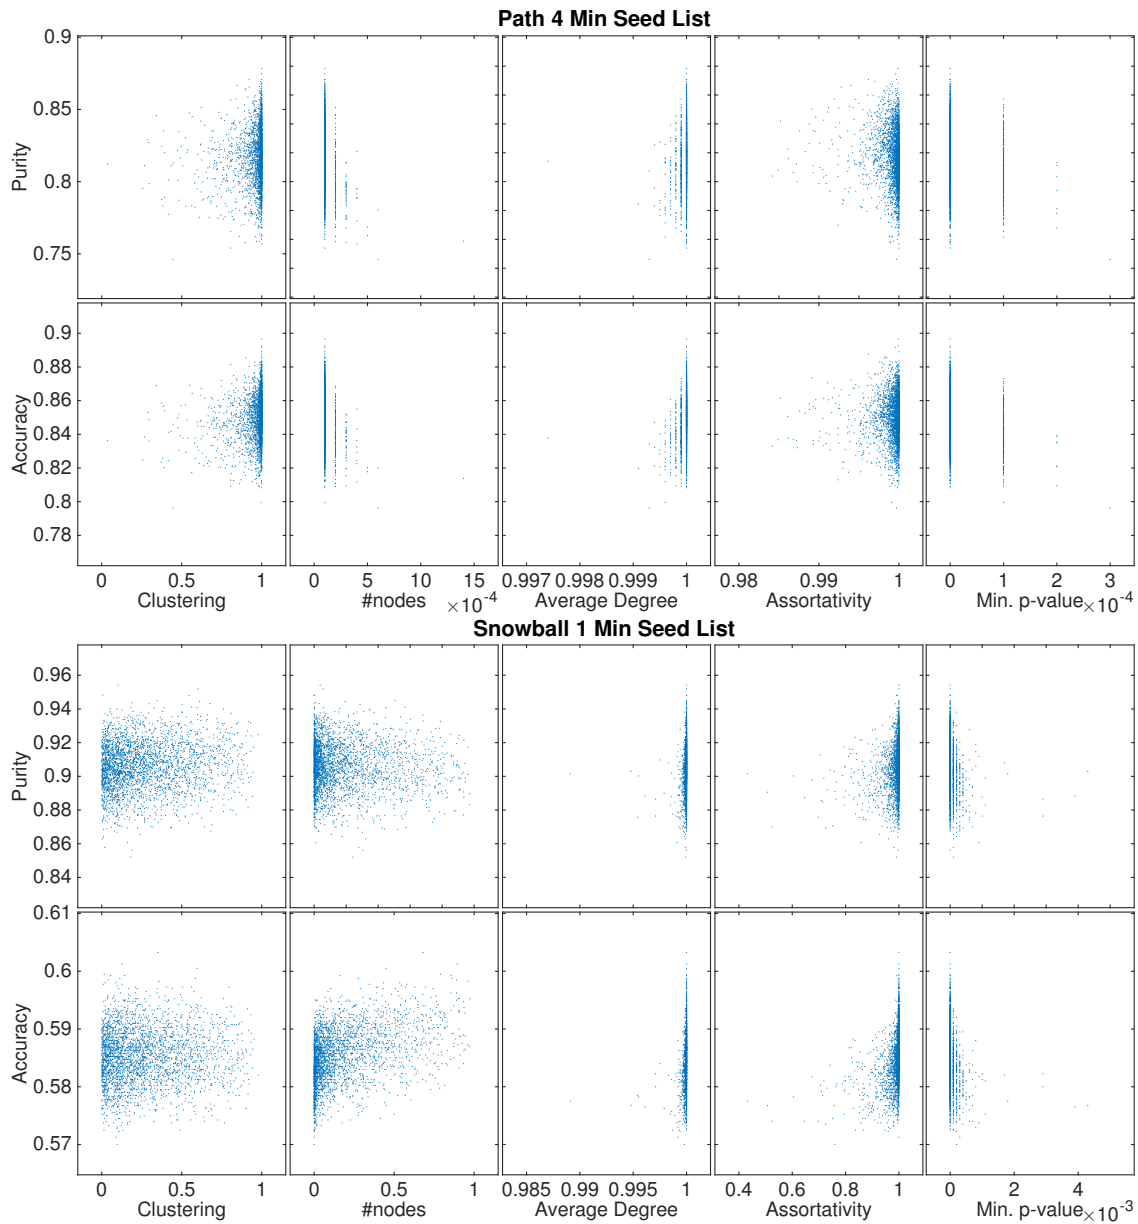 Path 4 Min Seed List
0.9
0.85
0.8
0.75
Purity
0.9
0.88
0.86
0.84
0.82
0.8
0.78
Accuracy
0 0.5 1
Clustering
0 5 10 15
#nodes ×10-4
0.997 0.998 0.999 1
Average Degree
0.98 0.99 1
Assortativity
0 1 2 3
Min. p-value ×10-4
Snowball 1 Min Seed List
0.96
0.94
0.92
0.9
0.88
0.86
0.84
Purity
0.61
0.6
0.59
0.58
0.57
Accuracy
0 0.5 1
Clustering
0 0.5 1
#nodes
0.985 0.99 0.995 1
Average Degree
0.4 0.6 0.8 1
Assortativity
0 2 4
Min. p-value ×10-3